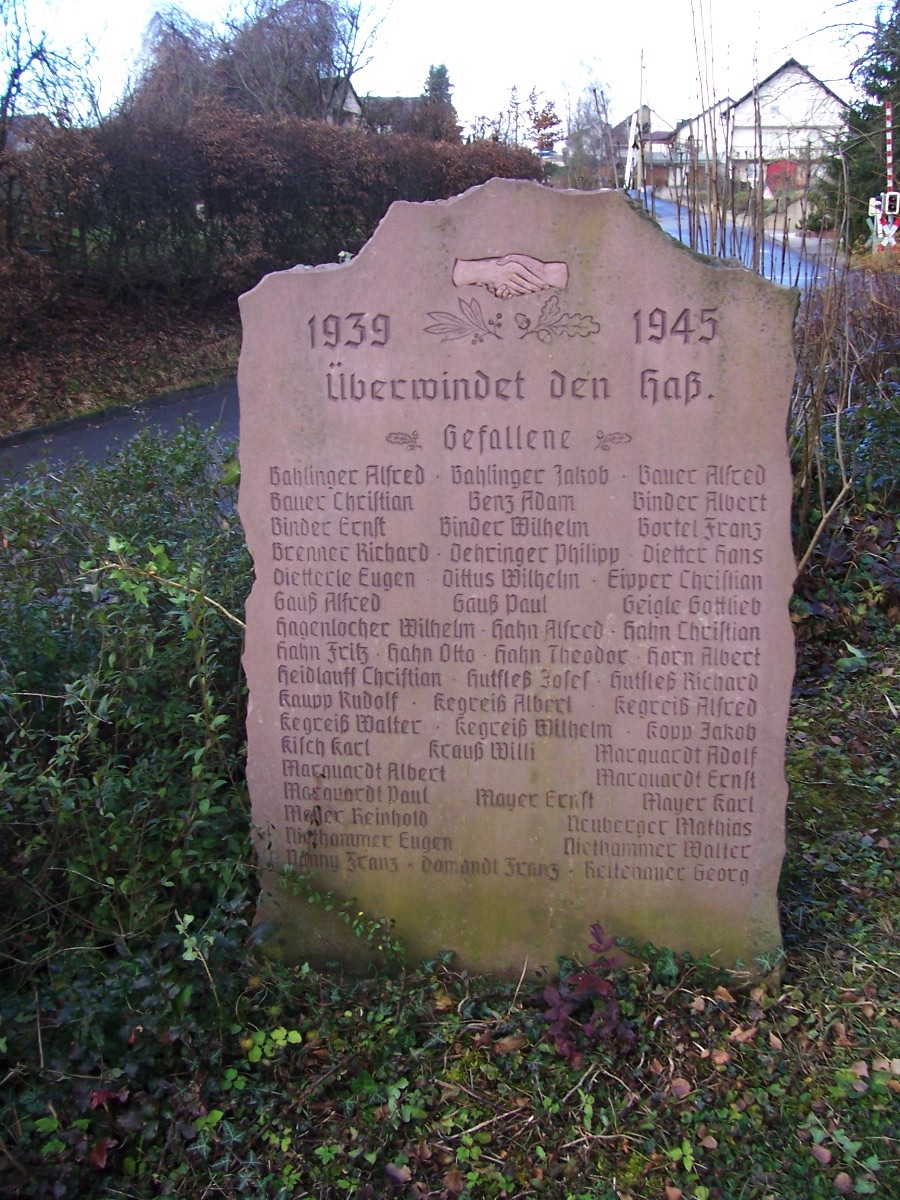 1939 1945
Überwindet den Haß.
Gefallene
Bahlinger Alfred · Bahlinger Jakob · Bauer Alfred
Bauer Christian Benz Adam Binder Albert
Binder Ernst Binder Wilhelm Bortel Franz
Brenner Richard · Dehringer Philipp · Dietter Hans
Dietterle Eugen · Dittus Wilhelm · Eipper Christian
Gauß Alfred Gauß Paul Geigle Gottlieb
Hagenlocher Wilhelm · Hahn Alfred · Hahn Christian
Hahn Fritz · Hahn Otto · Hahn Theodor · Horn Albert
Heidlauff Christian · Hutfleß Josef · Hutfleß Richard
Kaupp Rudolf · Kegreiß Albert · Kegreiß Alfred
Kegreiß Walter · Kegreiß Wilhelm · Kopp Jakob
Kisch Karl Krauß Willi Marquardt Adolf
Marquardt Albert Marquardt Ernst
Marquardt Paul Mayer Ernst Mayer Karl
Reinhold Neuberger Mathias
Niethammer Eugen Niethammer Walter
Franz · Domandl Franz · Reitenauer Georg